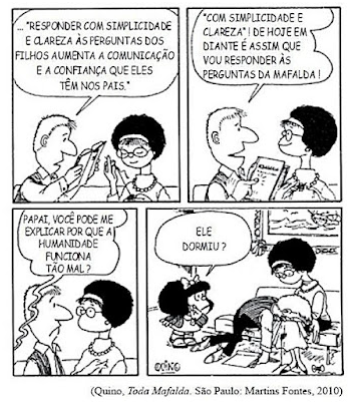 ... "RESPONDER COM SIMPLICIDADE
E CLAREZA ÀS PERGUNTAS DOS
FILHOS AUMENTA A COMUNICAÇÃO
E A CONFIANÇA QUE ELES
TÊM NOS PAIS."
"COM SIMPLICIDADE E
CLAREZA"! DE HOJE EM
DIANTE É ASSIM QUE
VOU RESPONDER ÀS
PERGUNTAS DA MAFALDA!
PAPAI, VOCÊ PODE ME
EXPLICAR POR QUE A
HUMANIDADE
FUNCIONA
TÃO MAL?
ELE
DORMIU?
QUINO
(Quino, Toda Mafalda. São Paulo: Martins Fontes, 2010)